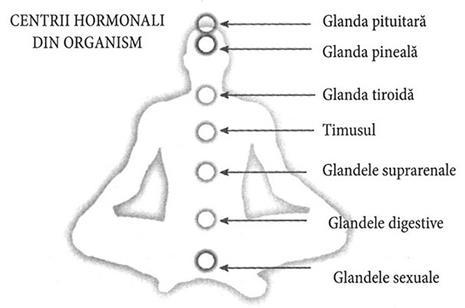 CENTRII HORMONALI
DIN ORGANISM
Glanda pituitară
Glanda pineală
Glanda tiroidă
Timusul
Glandele suprarenale
Glandele digestive
Glandele sexuale